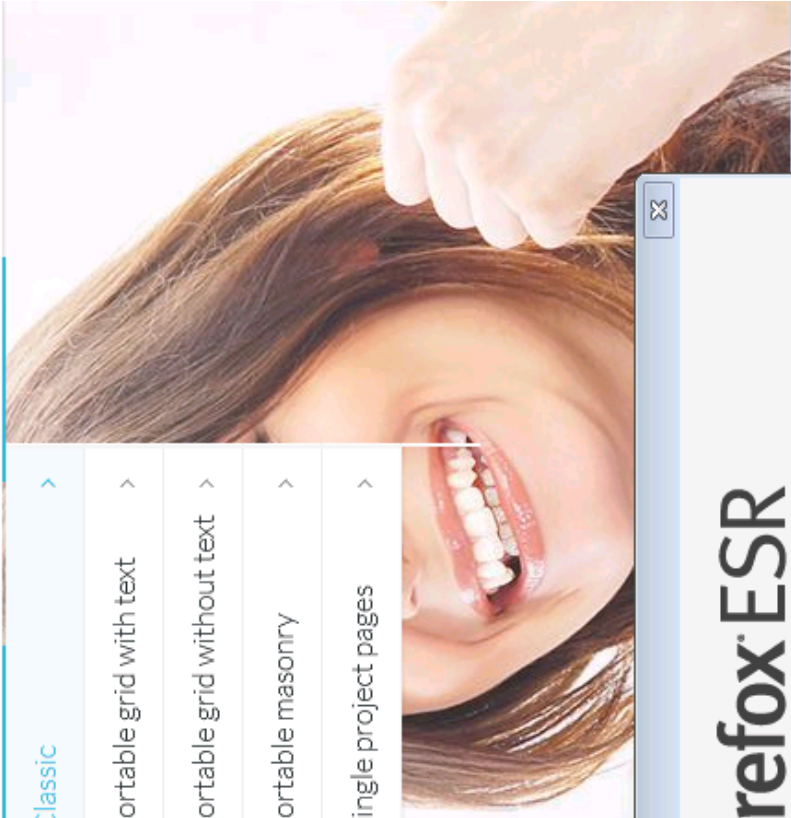 Classic
ortable grid with text
ortable grid without text
ortable masonry
ingle project pages
refox ESR